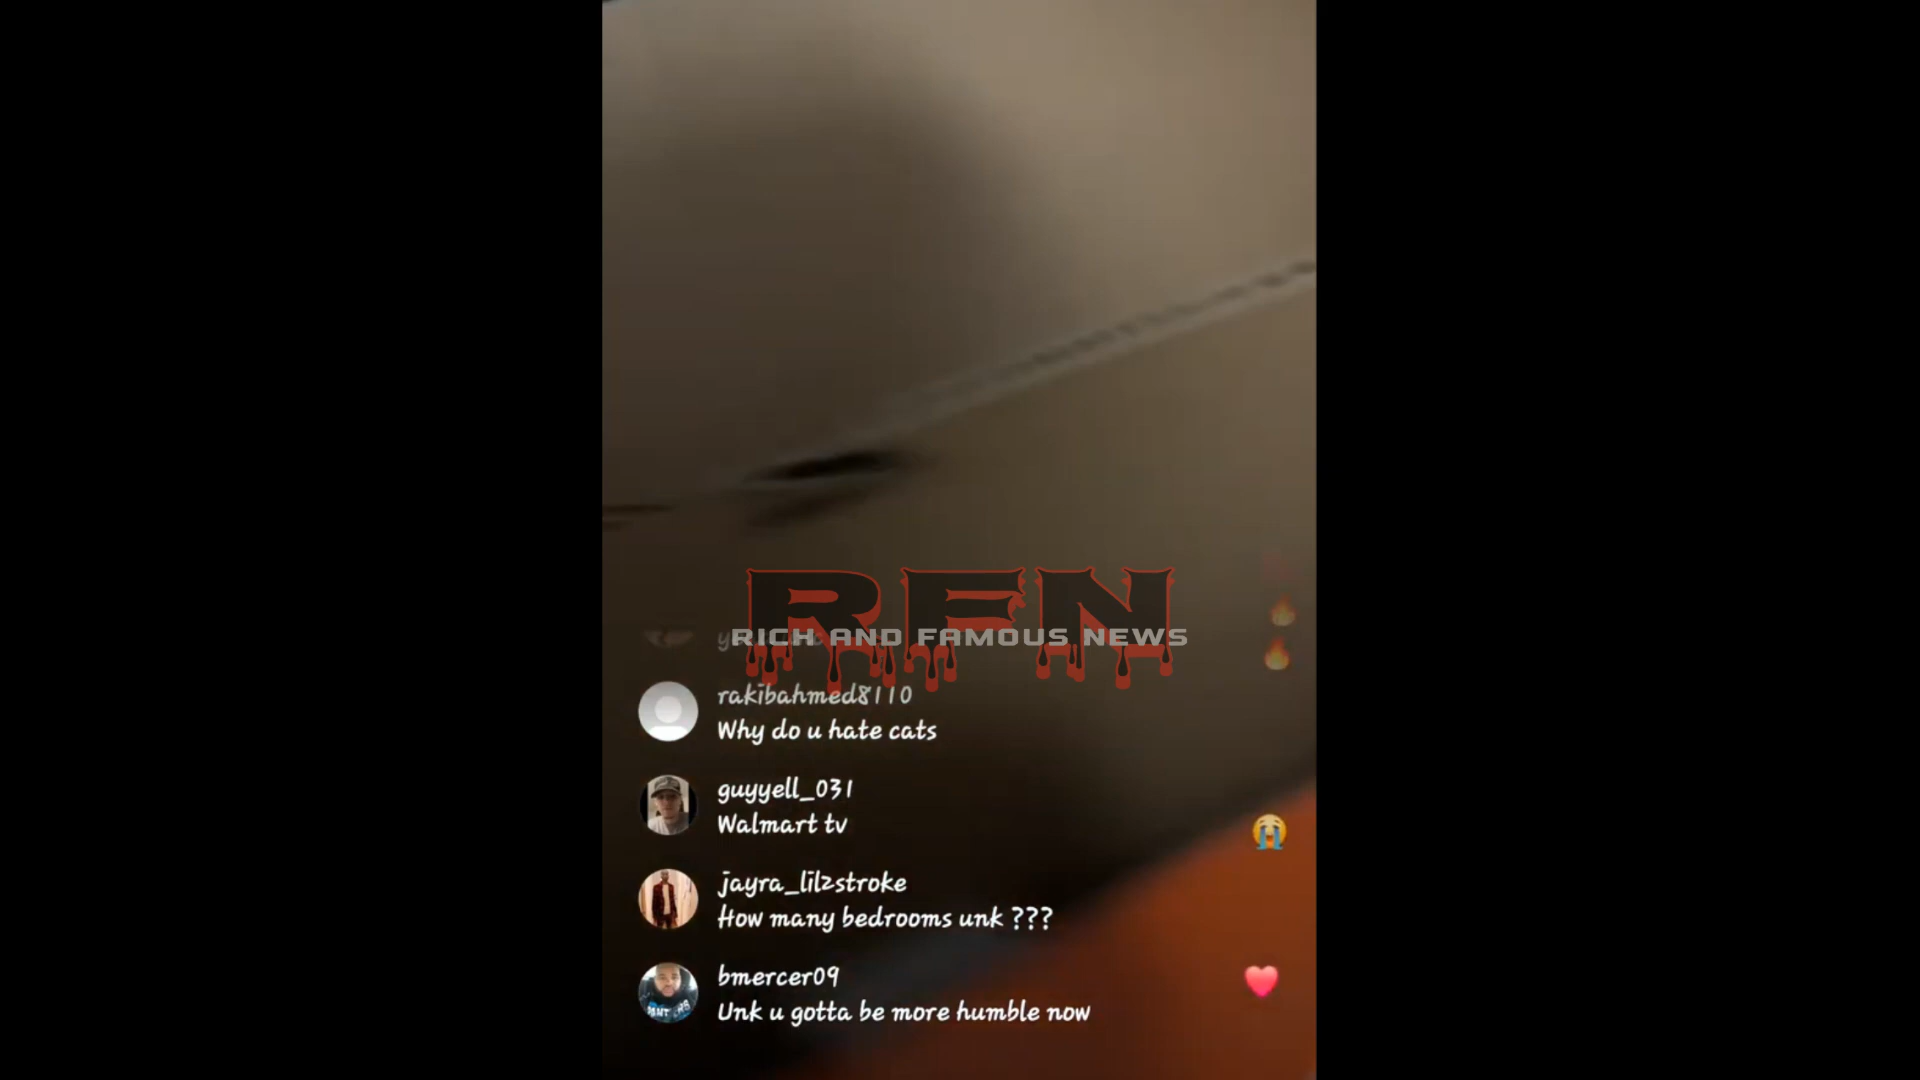 RFN
RICH AND FAMOUS NEWS
rakibahmed8110
Why do u hate cats
guyyell_031
Walmart tv
jayra_lil2stroke
How many bedrooms unk ???
bmercer09
Unk u gotta be more humble now